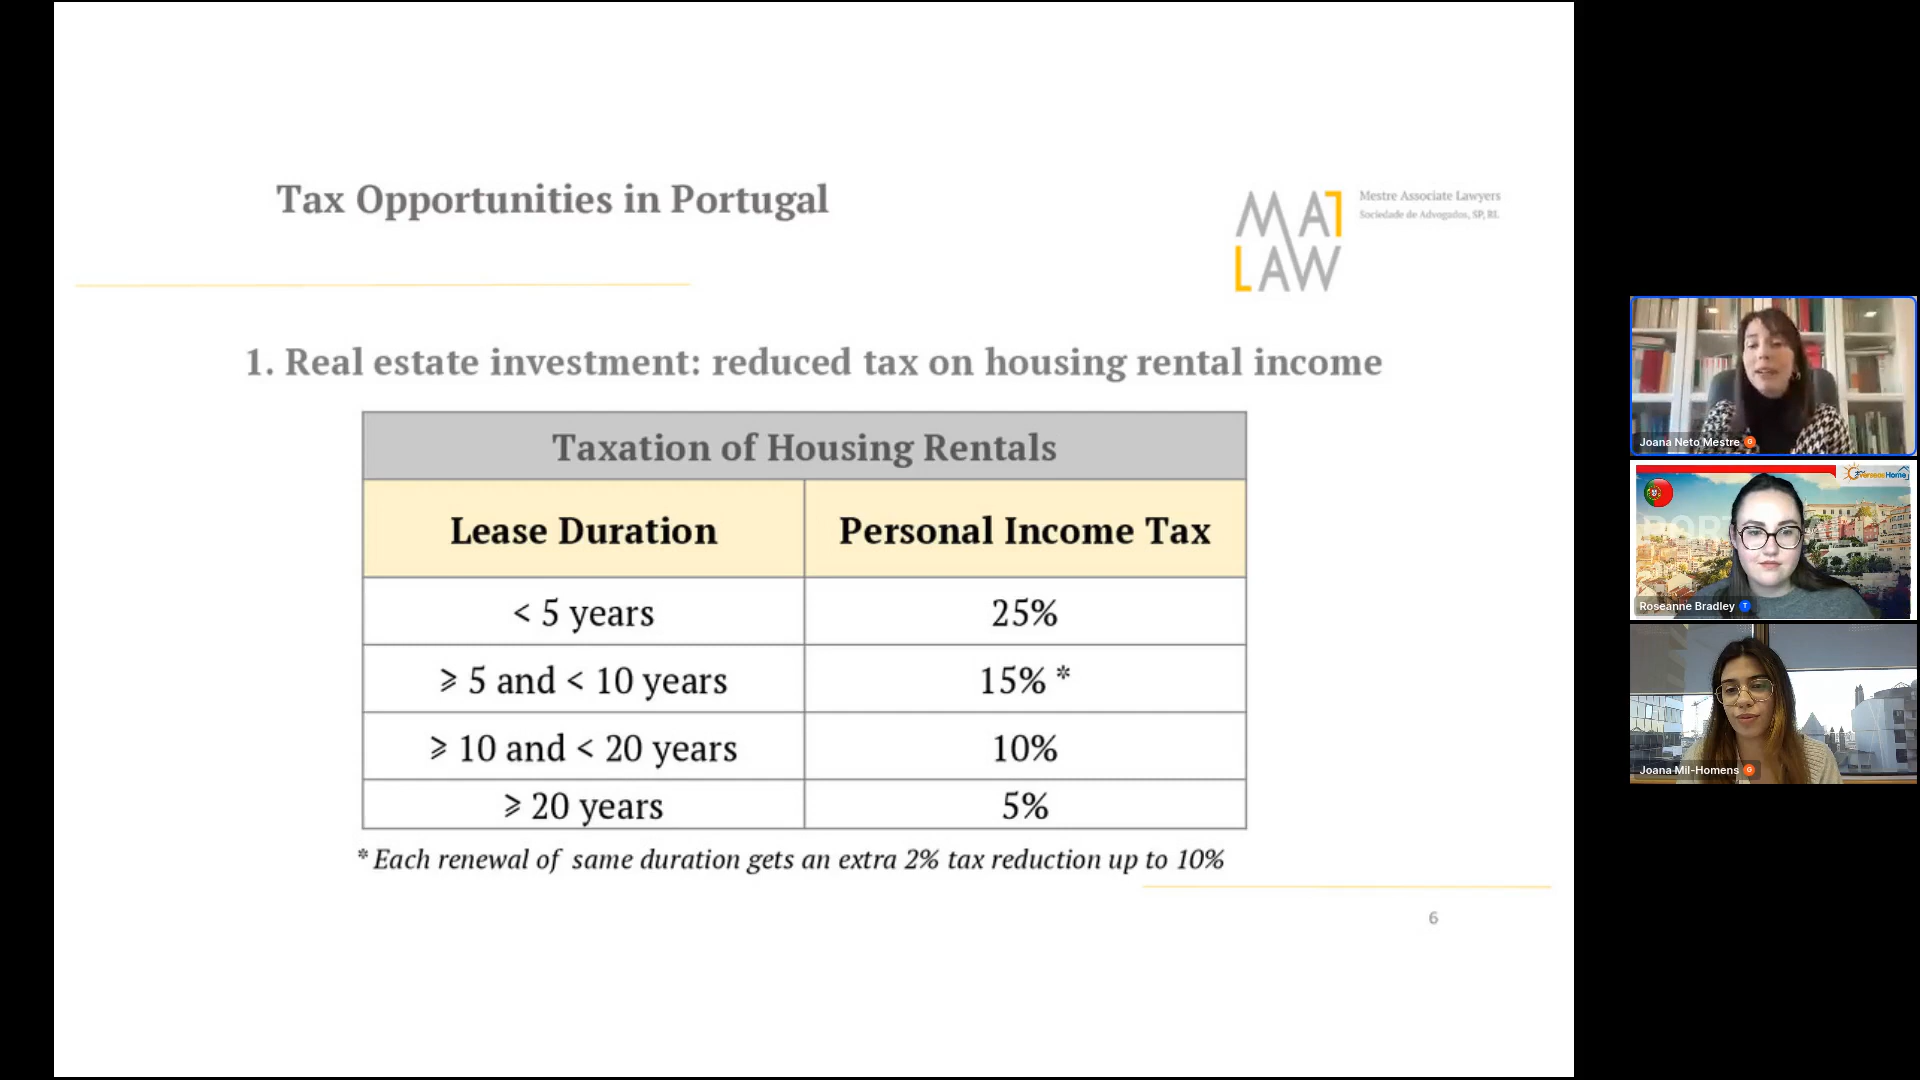 Tax Opportunities in Portugal
MAT
LAW
Mestre Associate Lawyers
Sociedade de Advogados, SP, RL
1. Real estate investment: reduced tax on housing rental income
Taxation of Housing Rentals
Lease Duration Personal Income Tax
< 5 years 25%
⩾ 5 and < 10 years 15% *
⩾ 10 and < 20 years 10%
⩾ 20 years 5%
* Each renewal of same duration gets an extra 2% tax reduction up to 10%
6
Joana Neto Mestre G
Roseanne Bradley T
Joana Mil-Homens G